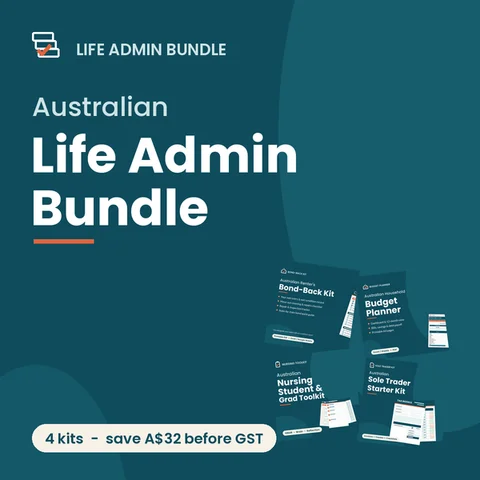 LIFE ADMIN BUNDLE
Australian
Life Admin
Bundle
Australian Renter's
Bond-Back Kit
Australian Household
Budget
Planner
Australian
Nursing
Student &
Grad Toolkit
Australian
Sole Trader
Starter Kit
4 kits - save A$32 before GST